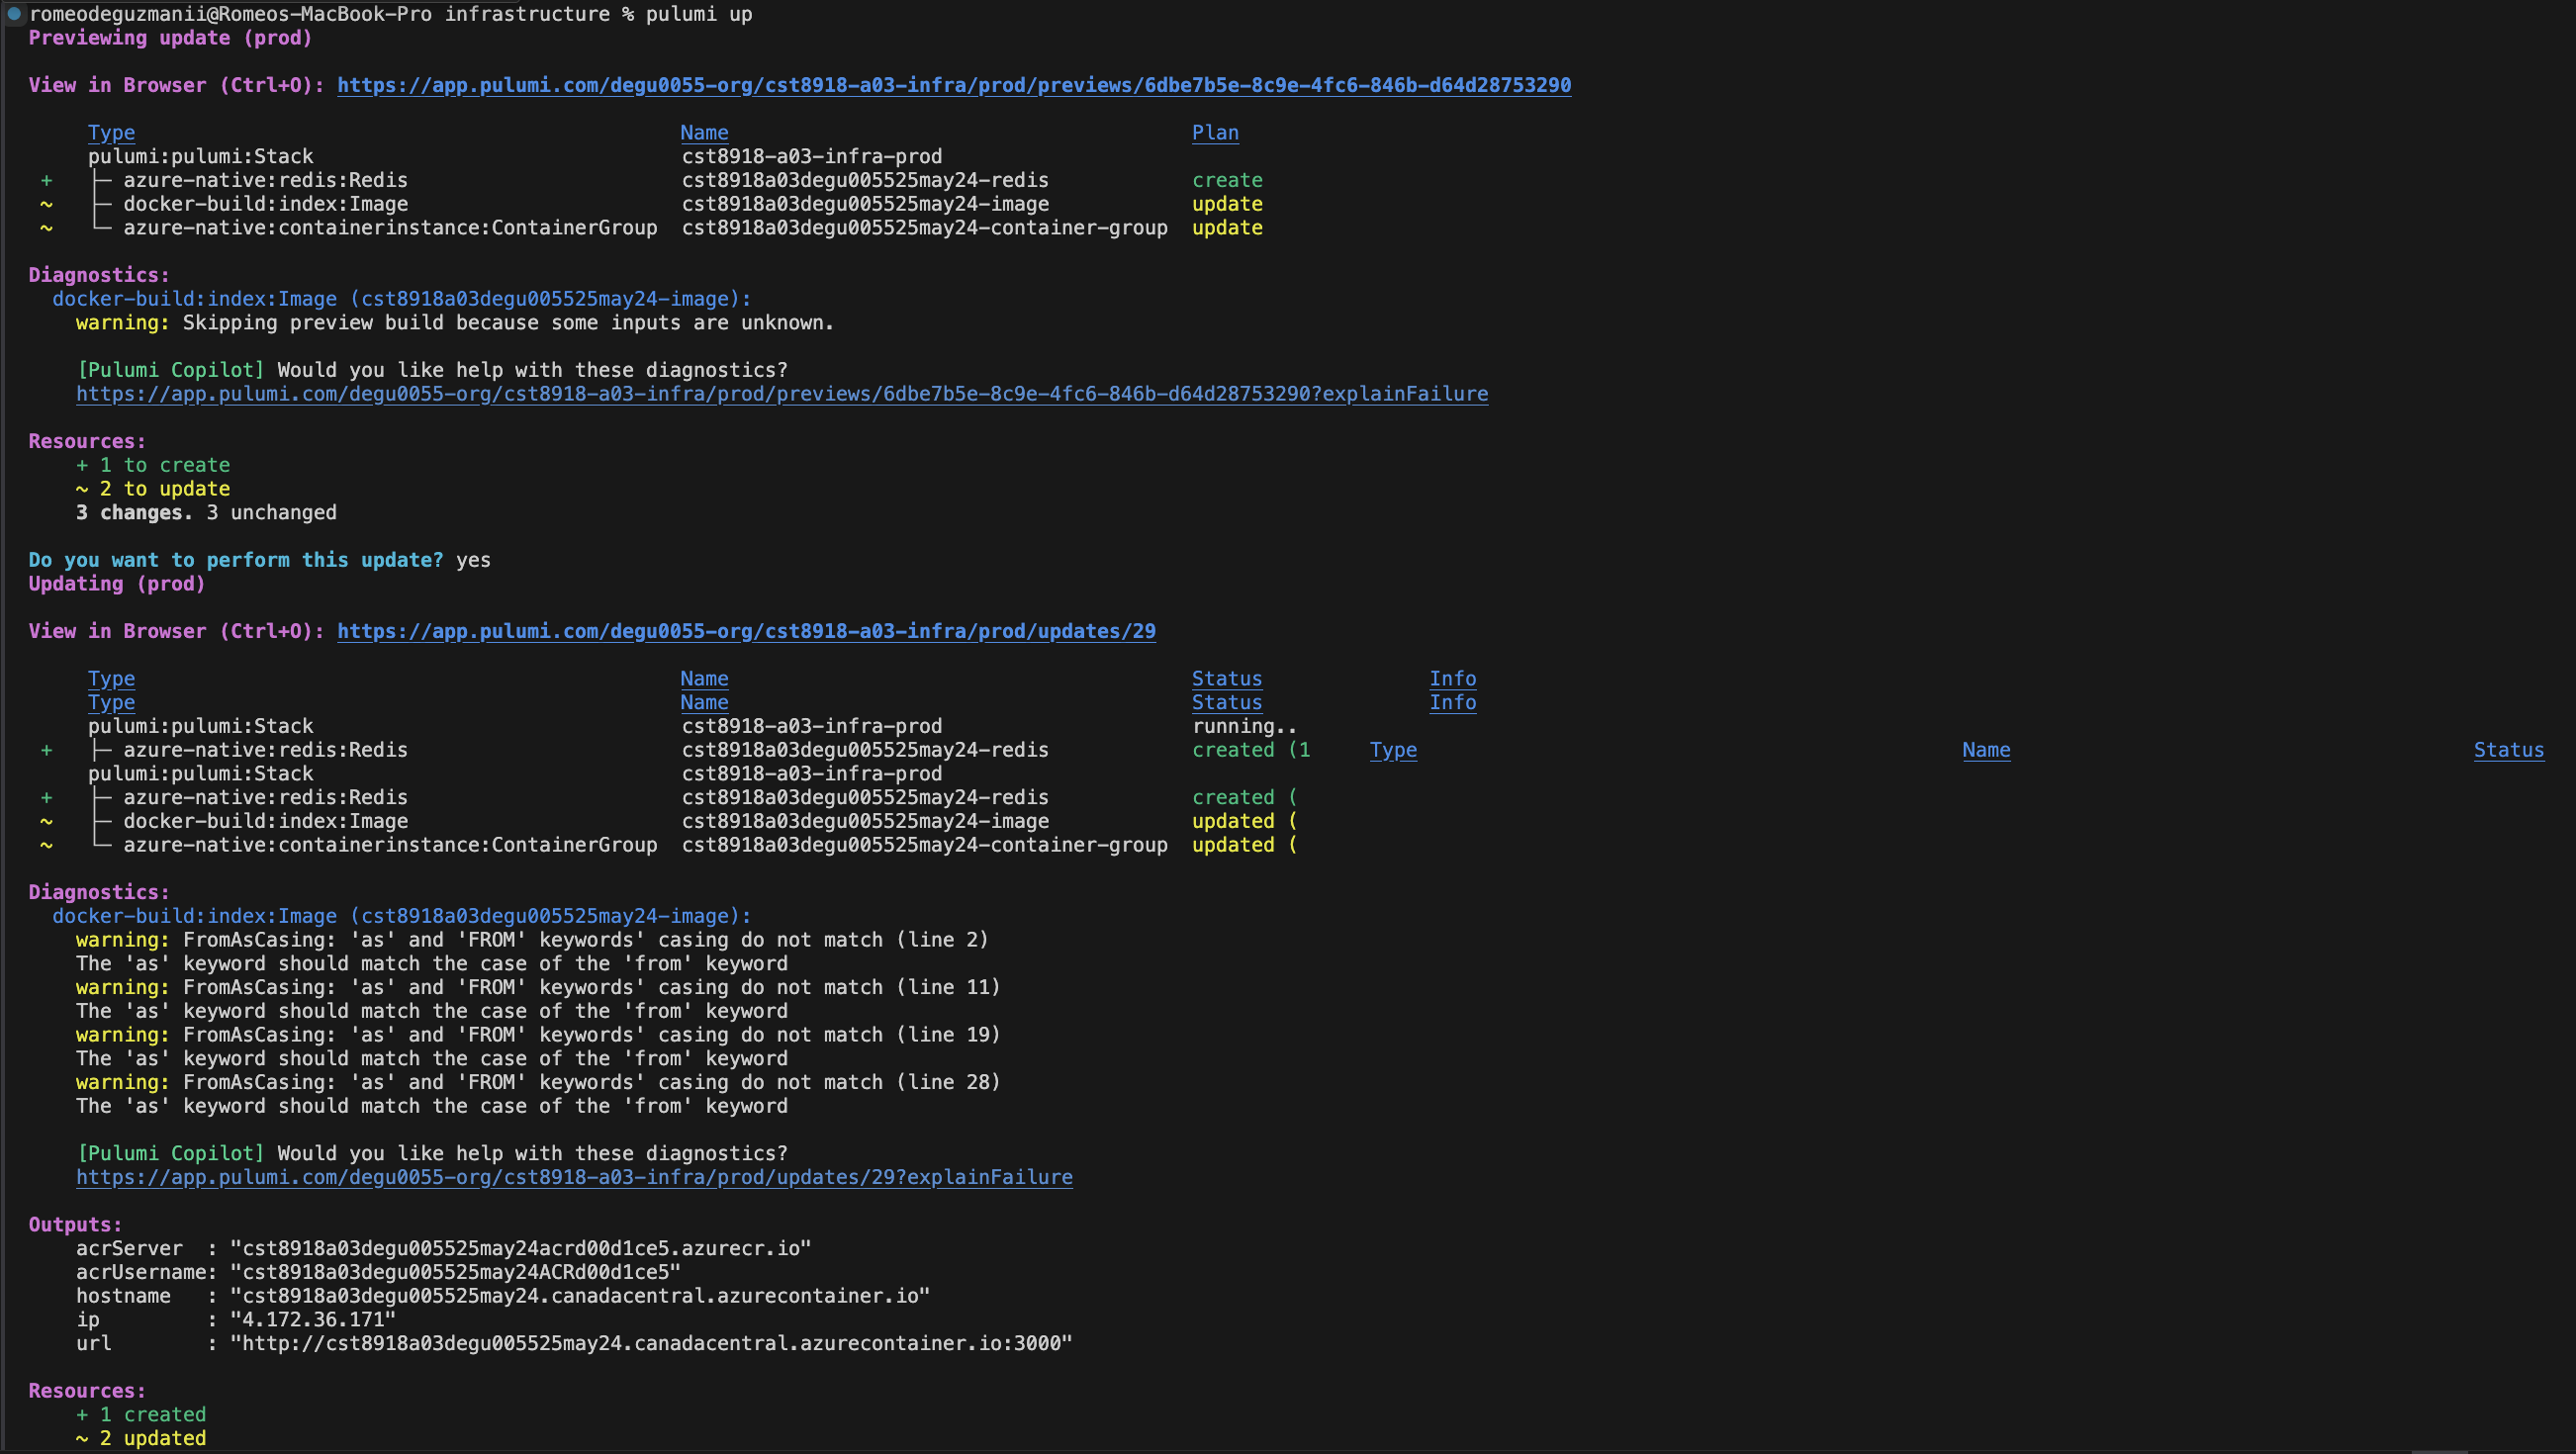 romeodeguzmanii@Romeos-MacBook-Pro infrastructure % pulumi up
Previewing update (prod)
View in Browser (Ctrl+O): https://app.pulumi.com/degu0055-org/cst8918-a03-infra/prod/previews/6dbe7b5e-8c9e-4fc6-846b-d64d28753290
Type Name Plan
pulumi:pulumi:Stack cst8918-a03-infra-prod
+ ├─ azure-native:redis:Redis cst8918a03degu005525may24-redis create
~ ├─ docker-build:index:Image cst8918a03degu005525may24-image update
~ └─ azure-native:containerinstance:ContainerGroup cst8918a03degu005525may24-container-group update
Diagnostics:
docker-build:index:Image (cst8918a03degu005525may24-image):
warning: Skipping preview build because some inputs are unknown.
[Pulumi Copilot] Would you like help with these diagnostics?
https://app.pulumi.com/degu0055-org/cst8918-a03-infra/prod/previews/6dbe7b5e-8c9e-4fc6-846b-d64d28753290?explainFailure
Resources:
+ 1 to create
~ 2 to update
3 changes. 3 unchanged
Do you want to perform this update? yes
Updating (prod)
View in Browser (Ctrl+O): https://app.pulumi.com/degu0055-org/cst8918-a03-infra/prod/updates/29
Type Name Status Info
Type Name Status Info
pulumi:pulumi:Stack cst8918-a03-infra-prod running..
+ ├─ azure-native:redis:Redis cst8918a03degu005525may24-redis created (1 Type Name Status
pulumi:pulumi:Stack cst8918-a03-infra-prod
+ ├─ azure-native:redis:Redis cst8918a03degu005525may24-redis created (
~ ├─ docker-build:index:Image cst8918a03degu005525may24-image updated (
~ └─ azure-native:containerinstance:ContainerGroup cst8918a03degu005525may24-container-group updated (
Diagnostics:
docker-build:index:Image (cst8918a03degu005525may24-image):
warning: FromAsCasing: 'as' and 'FROM' keywords' casing do not match (line 2)
The 'as' keyword should match the case of the 'from' keyword
warning: FromAsCasing: 'as' and 'FROM' keywords' casing do not match (line 11)
The 'as' keyword should match the case of the 'from' keyword
warning: FromAsCasing: 'as' and 'FROM' keywords' casing do not match (line 19)
The 'as' keyword should match the case of the 'from' keyword
warning: FromAsCasing: 'as' and 'FROM' keywords' casing do not match (line 28)
The 'as' keyword should match the case of the 'from' keyword
[Pulumi Copilot] Would you like help with these diagnostics?
https://app.pulumi.com/degu0055-org/cst8918-a03-infra/prod/updates/29?explainFailure
Outputs:
acrServer : "cst8918a03degu005525may24acrd00d1ce5.azurecr.io"
acrUsername: "cst8918a03degu005525may24ACRd00d1ce5"
hostname : "cst8918a03degu005525may24.canadacentral.azurecontainer.io"
ip : "4.172.36.171"
url : "http://cst8918a03degu005525may24.canadacentral.azurecontainer.io:3000"
Resources:
+ 1 created
~ 2 updated